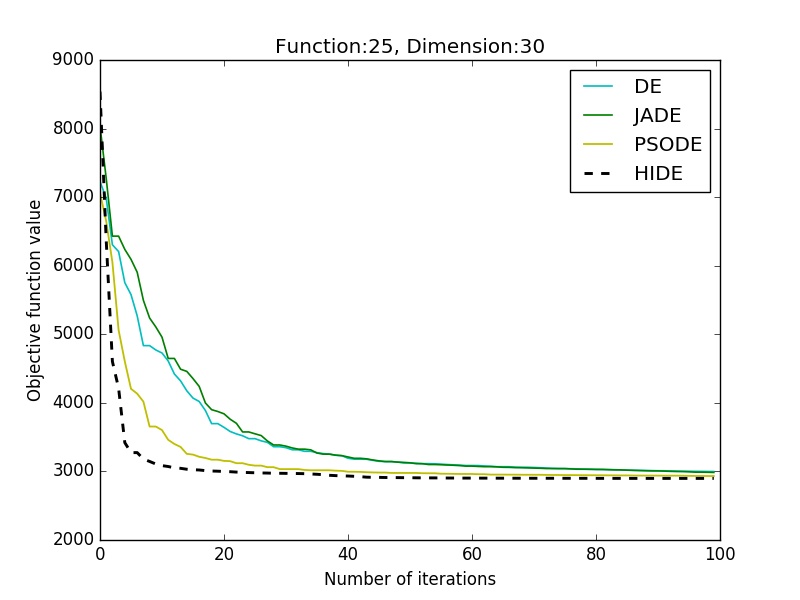 Function:25, Dimension:30
9000
8000
7000
6000
5000
4000
3000
2000
Objective function value
DE
JADE
PSODE
HIDE
0 20 40 60 80 100
Number of iterations